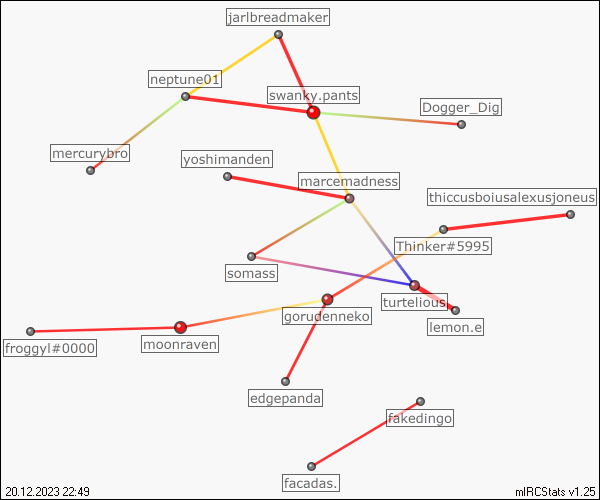 jarlbreadmaker
neptune01
swanky.pants
Dogger_Dig
mercurybro
yoshimanden
marcemadness
thiccusboiusalexusjoneus
Thinker#5995
somass
turtelious
gorudenneko
lemon.e
froggyl#0000
moonraven
edgepanda
fakedingo
facadas.
20.12.2023 22:49
mIRCStats v1.25